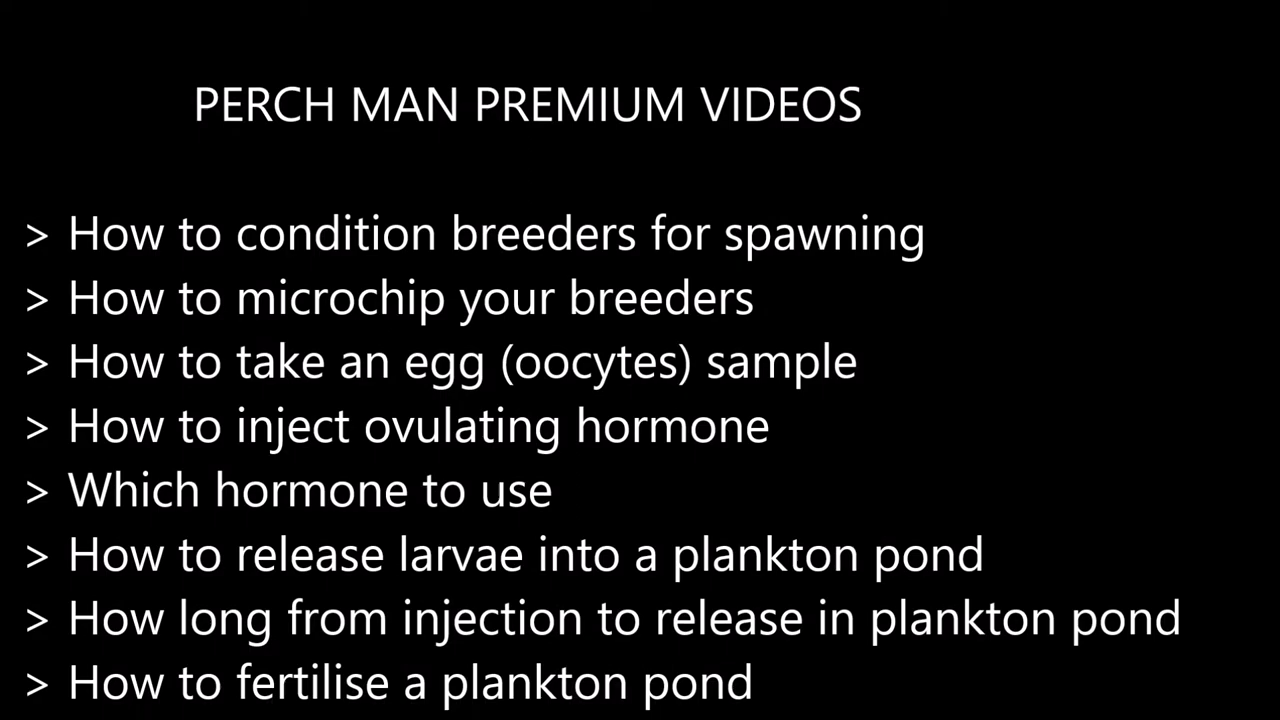 PERCH MAN PREMIUM VIDEOS
> How to condition breeders for spawning
> How to microchip your breeders
> How to take an egg (oocytes) sample
> How to inject ovulating hormone
> Which hormone to use
> How to release larvae into a plankton pond
> How long from injection to release in plankton pond
> How to fertilise a plankton pond